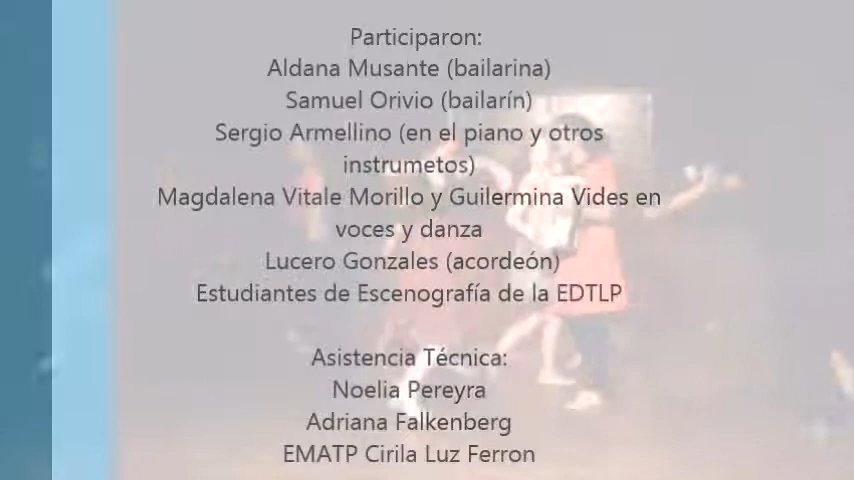 Participaron:
Aldana Musante (bailarina)
Samuel Orivio (bailarín)
Sergio Armellino (en el piano y otros
instrumetos)
Magdalena Vitale Morillo y Guilermina Vides en
voces y danza
Lucero Gonzales (acordeón)
Estudiantes de Escenografía de la EDTLP
Asistencia Técnica:
Noelia Pereyra
Adriana Falkenberg
EMATP Cirila Luz Ferron